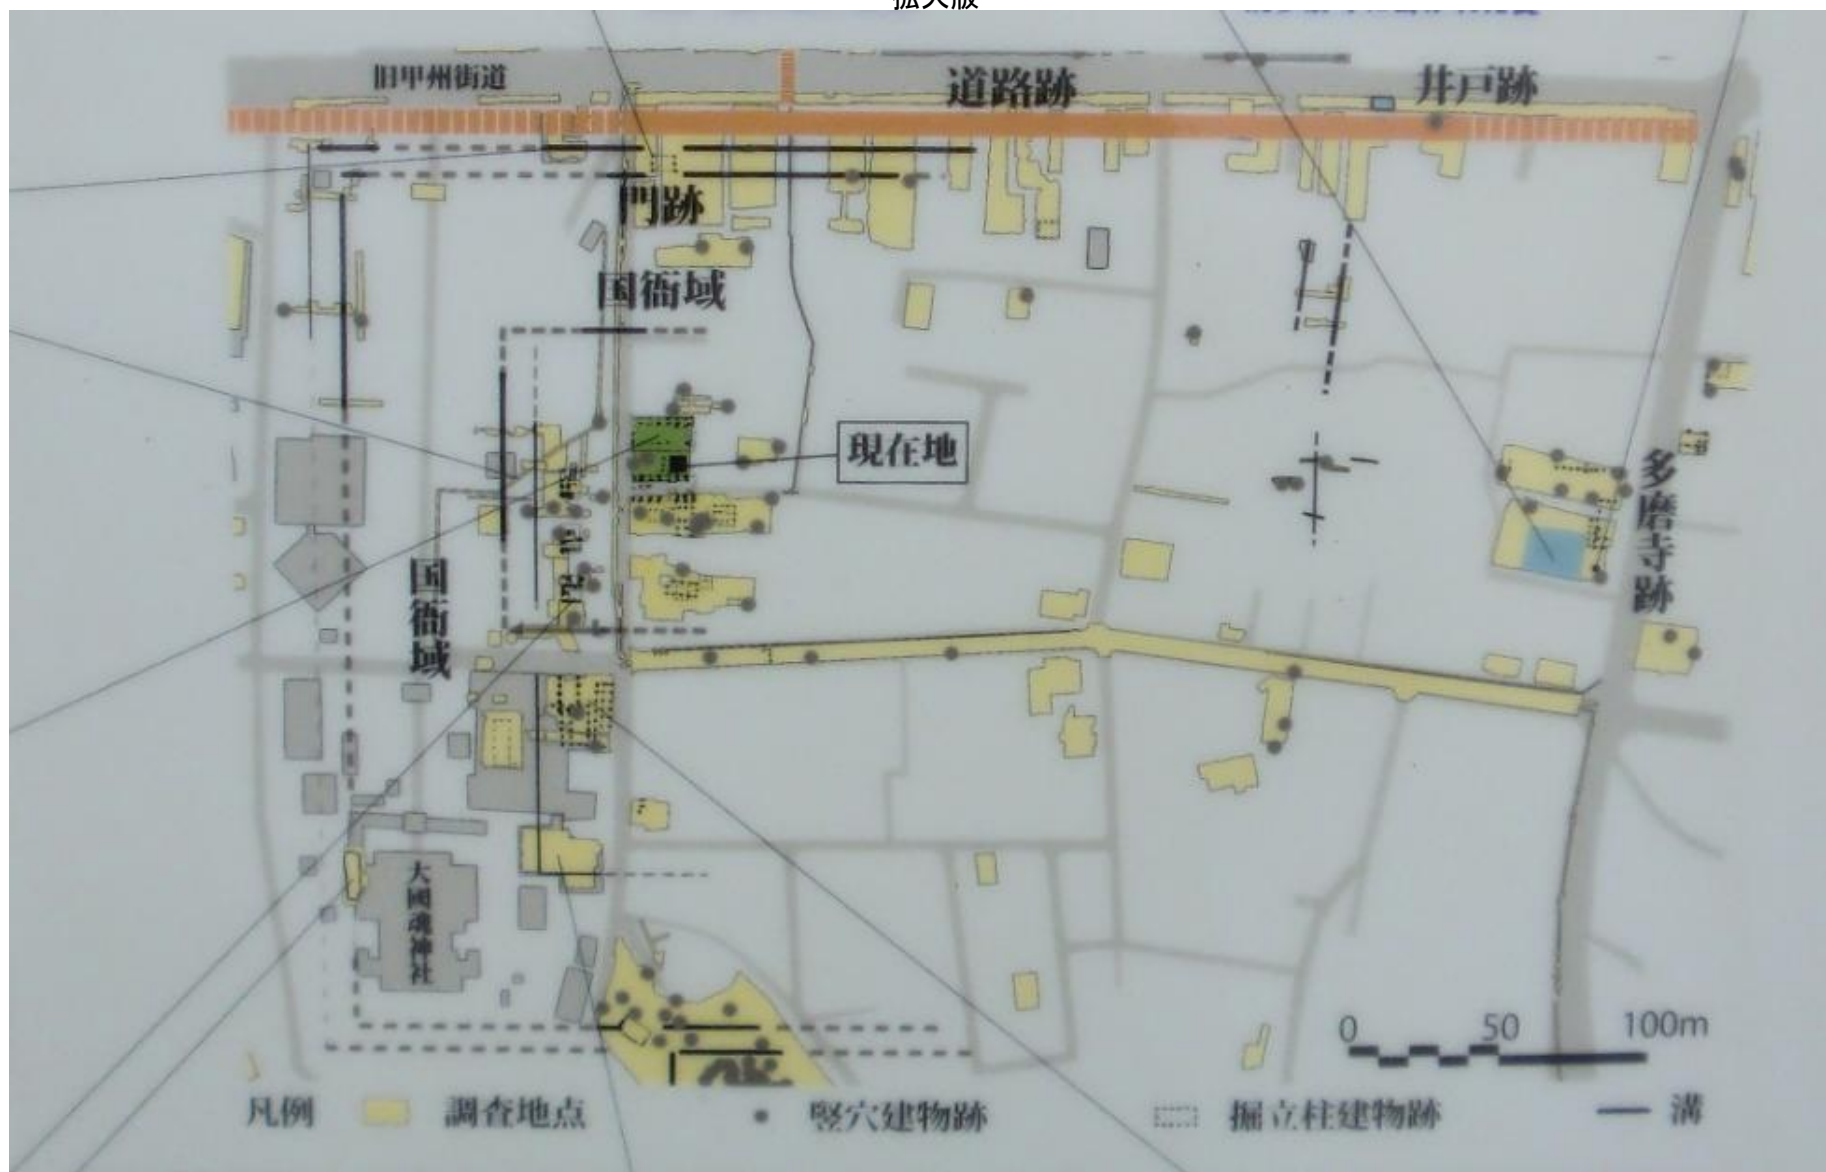 拡大版
旧甲州街道
道路跡
井戸跡
門跡
国衙域
現在地
多磨寺跡
国衙域
大國魂神社
0 50 100m
凡例 調査地点 竪穴建物跡 掘立柱建物跡 溝